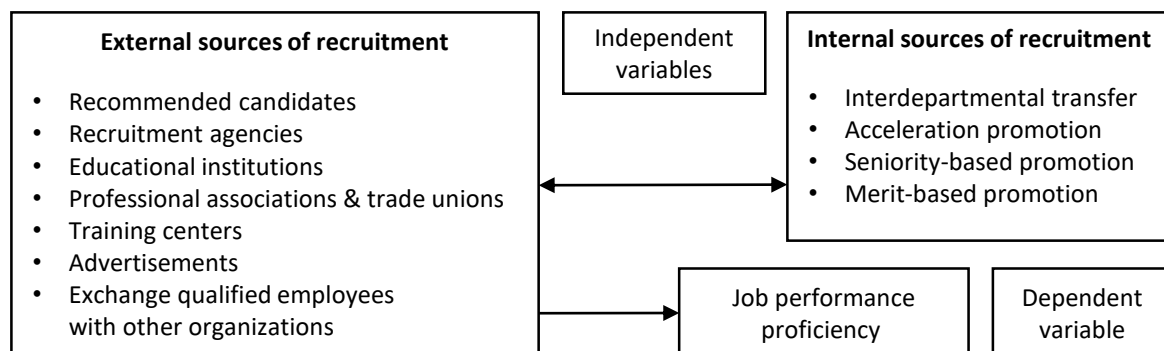 External sources of recruitment
• Recommended candidates
• Recruitment agencies
• Educational institutions
• Professional associations & trade unions
• Training centers
• Advertisements
• Exchange qualified employees
with other organizations
Independent
variables
Internal sources of recruitment
• Interdepartmental transfer
• Acceleration promotion
• Seniority-based promotion
• Merit-based promotion
Job performance
proficiency
Dependent
variable